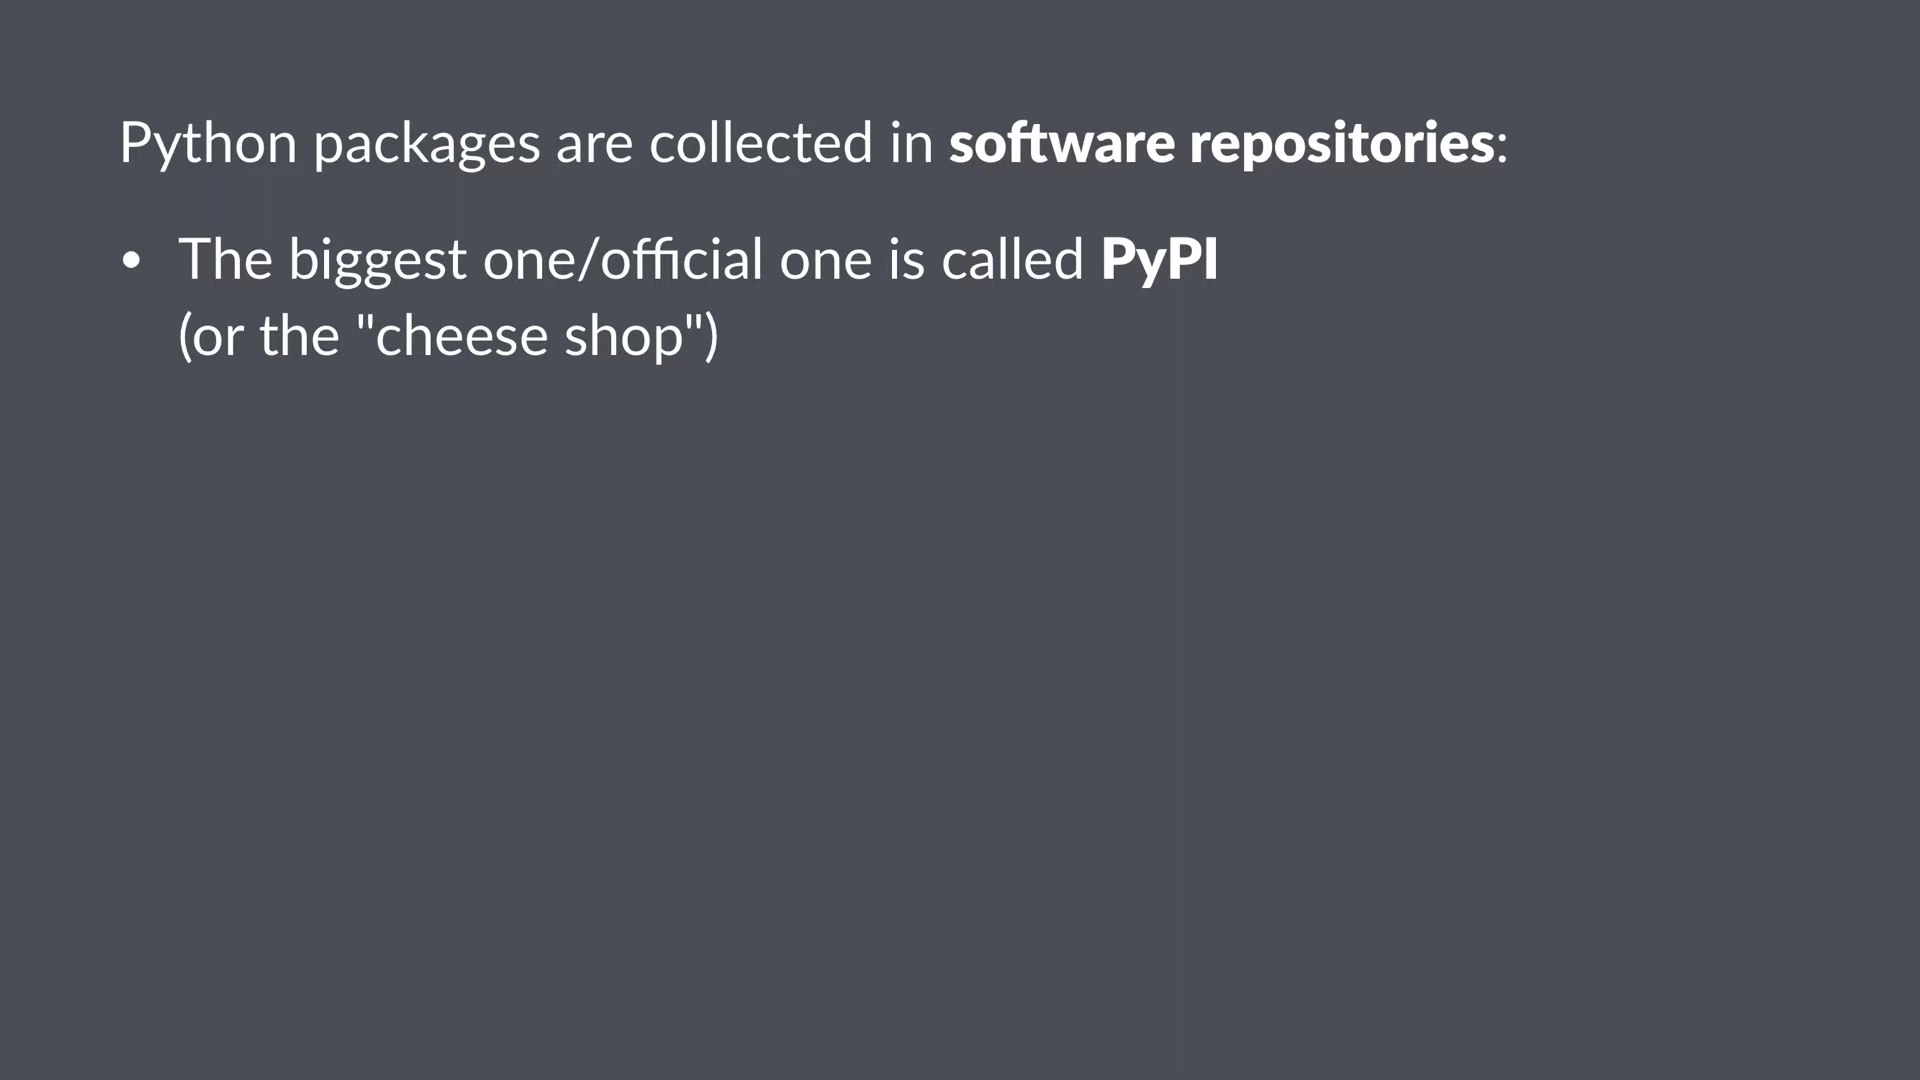 Python packages are collected in software repositories:
• The biggest one/official one is called PyPI
(or the "cheese shop")